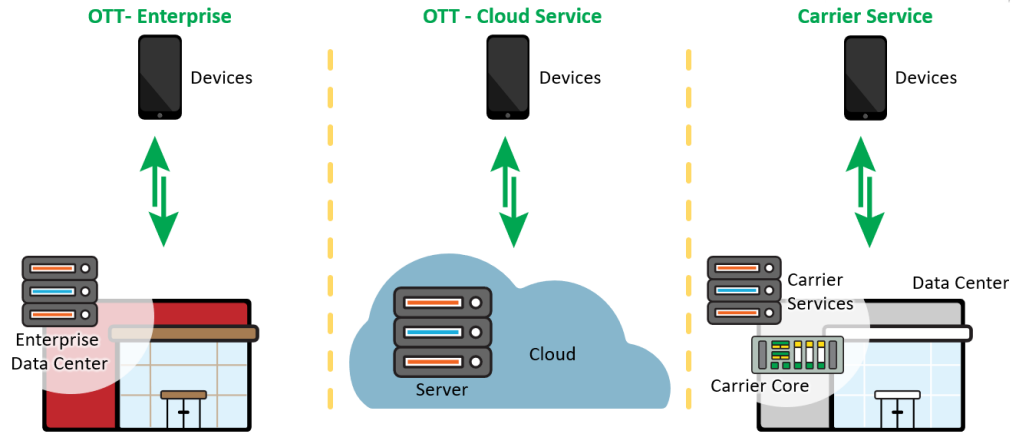 OTT- Enterprise
Devices
Enterprise
Data Center
OTT - Cloud Service
Devices
Cloud
Server
Carrier Service
Devices
Carrier
Services
Data Center
Carrier Core